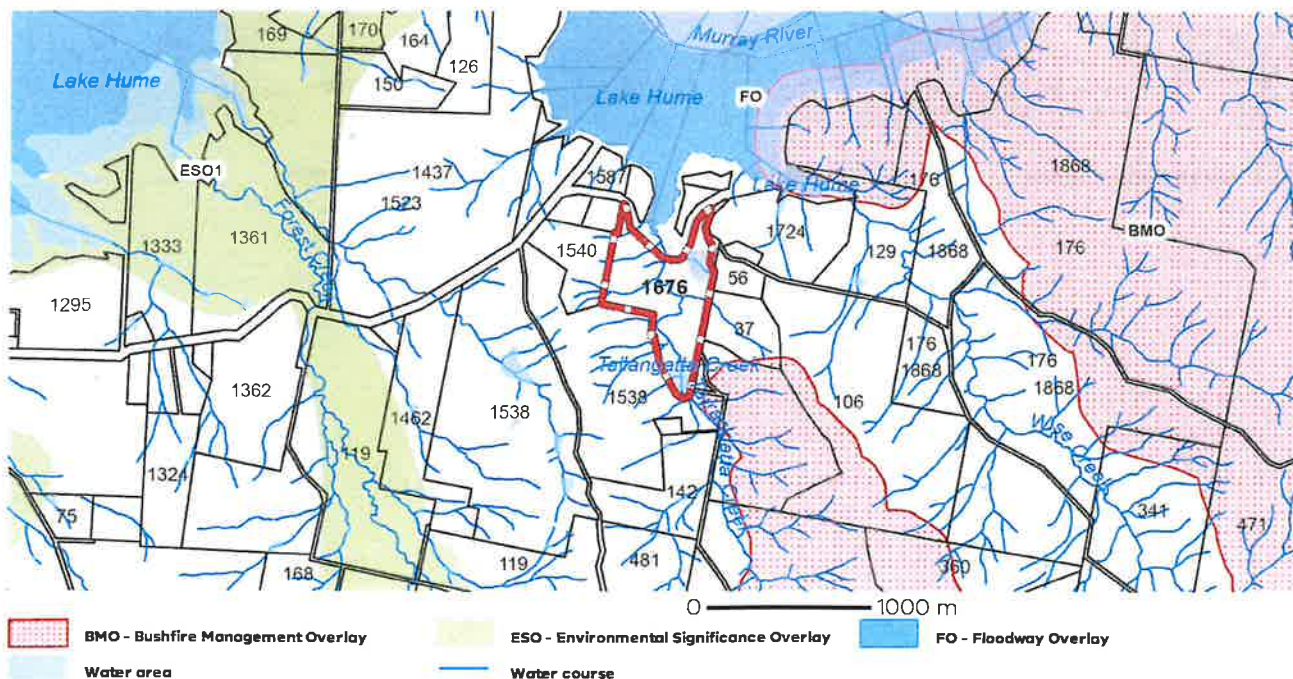 169
170
164
126
150
Murray River
Lake Hume
Lake Hume
FO
ESO1
1437
1523
1587
Lake Hume
176
1868
1333
1361
1540
1724
129
1868
176
BMO
1295
1676
56
37
Tallangatta Creek
1362
1462
1538
1538
106
176
1868
176
1868
119
1324
142
341
471
75
168
119
481
360
0
1000 m
BMO - Bushfire Management Overlay
ESO - Environmental Significance Overlay
FO - Floodway Overlay
Water area
Water course